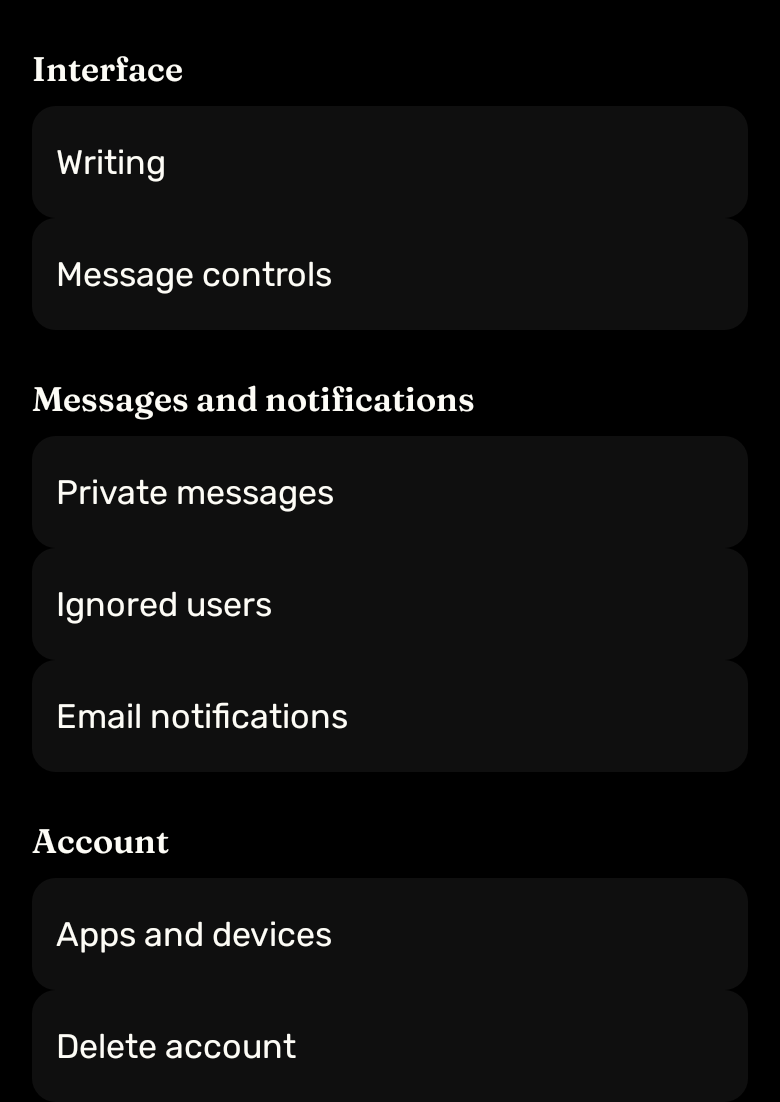 Interface
Writing
Message controls
Messages and notifications
Private messages
Ignored users
Email notifications
Account
Apps and devices
Delete account